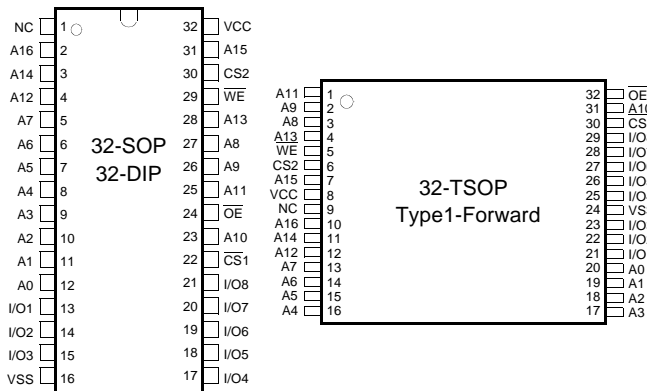 NC 1 32 VCC
A16 2 31 A15
A14 3 30 CS2
A12 4 29 W̅E̅
A7 5 28 A13
A6 6 27 A8
A5 7 26 A9
A4 8 25 A11
A3 9 24 O̅E̅
A2 10 23 A10
A1 11 22 C̅S̅1
A0 12 21 I/O8
I/O1 13 20 I/O7
I/O2 14 19 I/O6
I/O3 15 18 I/O5
VSS 16 17 I/O4
32-SOP
32-DIP
A11 1 32 O̅E̅
A9 2 31 A10
A8 3 30 CS
A13 4 29 I/O
W̅E̅ 5 28 I/O
CS2 6 27 I/O
A15 7 26 I/O
VCC 8 25 I/O
NC 9 24 VS
A16 10 23 I/O
A14 11 22 I/O
A12 12 21 I/O
A7 13 20 A0
A6 14 19 A1
A5 15 18 A2
A4 16 17 A3
32-TSOP
Type1-Forward